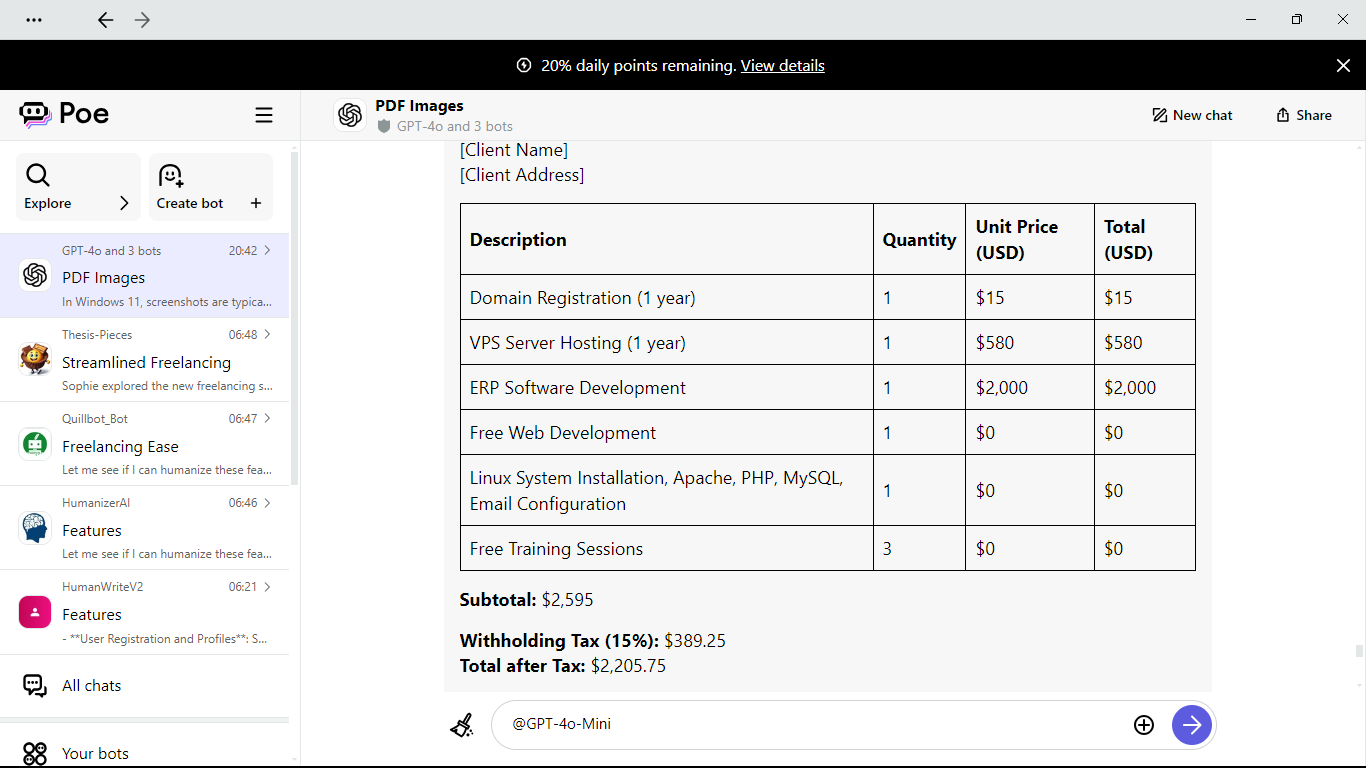 20% daily points remaining. View details
Poe
PDF Images
GPT-4o and 3 bots
New chat
Share
Explore
Create bot
GPT-4o and 3 bots 20:42
PDF Images
In Windows 11, screenshots are typica...
Thesis-Pieces 06:48
Streamlined Freelancing
Sophie explored the new freelancing s...
Quillbot_Bot 06:47
Freelancing Ease
Let me see if I can humanize these fea...
HumanizerAI 06:46
Features
Let me see if I can humanize these fea...
HumanWriteV2 06:21
Features
- **User Registration and Profiles**: S...
All chats
Your bots
[Client Name]
[Client Address]
Description Quantity Unit Price (USD) Total (USD)
Domain Registration (1 year) 1 $15 $15
VPS Server Hosting (1 year) 1 $580 $580
ERP Software Development 1 $2,000 $2,000
Free Web Development 1 $0 $0
Linux System Installation, Apache, PHP, MySQL,
Email Configuration 1 $0 $0
Free Training Sessions 3 $0 $0
Subtotal: $2,595
Withholding Tax (15%): $389.25
Total after Tax: $2,205.75
@GPT-4o-Mini